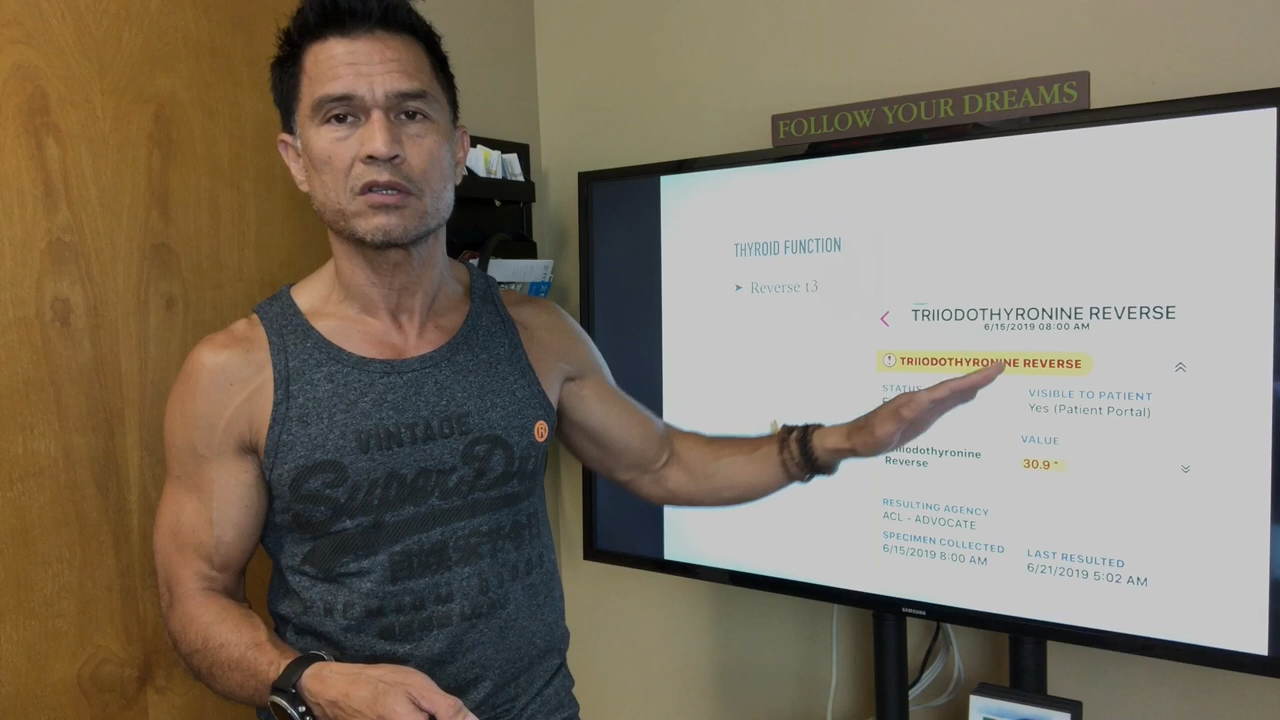 FOLLOW YOUR DREAMS
THYROID FUNCTION
➤ Reverse t3
TRIIODOTHYRONINE REVERSE
6/15/2019 08:00 AM
TRIIODOTHYRONINE REVERSE
STATUS
VISIBLE TO PATIENT
Yes (Patient Portal)
Reverse
VALUE
30.9
RESULTING AGENCY
ACL - ADVOCATE
SPECIMEN COLLECTED
6/15/2019 8:00 AM
LAST RESULTED
6/21/2019 5:02 AM
SAMSUNG
VINTAGE